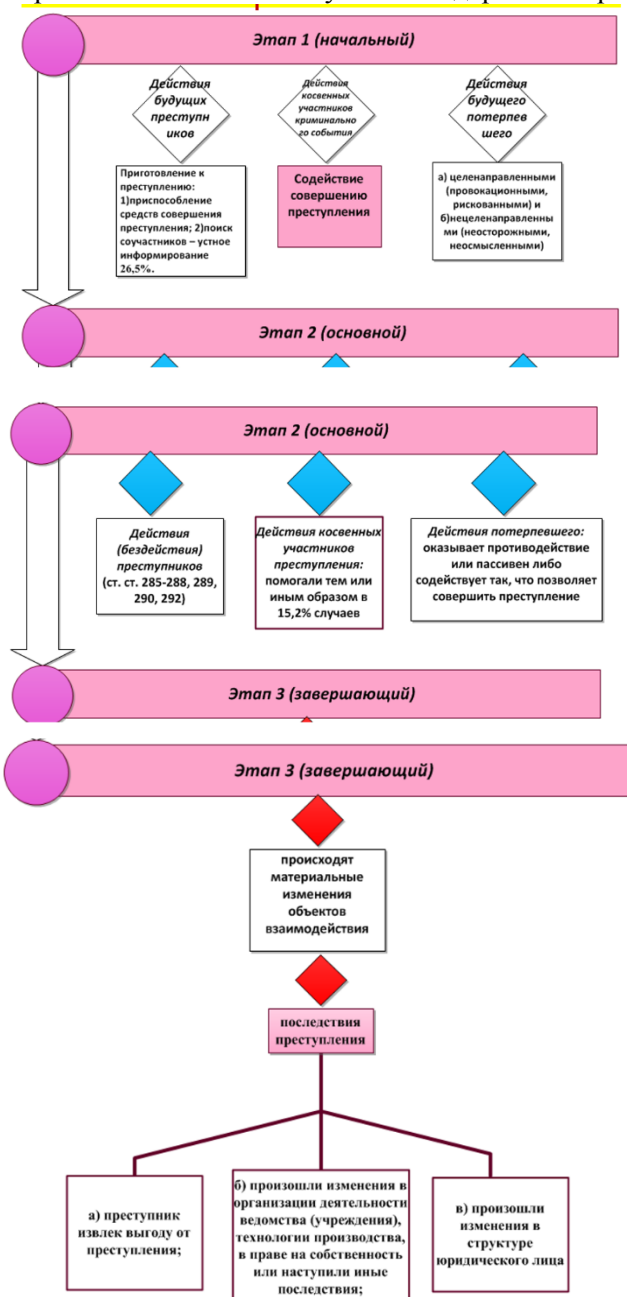 Этап 1 (начальный)
Действия
будущих
преступн
иков
Действия
косвенных
участников
криминально
го события
Действия
будущего
потерпев
шего
Приготовление к
преступлению:
1)приспособление
средств совершения
преступления; 2)поиск
соучастников – устное
информирование
26,5%.
Содействие
совершению
преступления
а) целенаправленными
(провокационными,
рискованными) и
б)нецеленаправленны
ми (неосторожными,
неосмысленными)
Этап 2 (основной)
Этап 2 (основной)
Действия
(бездействия)
преступников
(ст. ст. 285-288, 289,
290, 292)
Действия косвенных
участников
преступления:
помогали тем или
иным образом в
15,2% случаев
Действия потерпевшего:
оказывает противодействие
или пассивен либо
содействует так, что позволяет
совершить преступление
Этап 3 (завершающий)
Этап 3 (завершающий)
происходят
материальные
изменения
объектов
взаимодействия
последствия
преступления
а) преступник
извлек выгоду от
преступления;
б) произошли изменения в
организации деятельности
ведомства (учреждения),
технологии производства,
в праве на собственность
или наступили иные
последствия;
в) произошли
изменения в
структуре
юридического лица